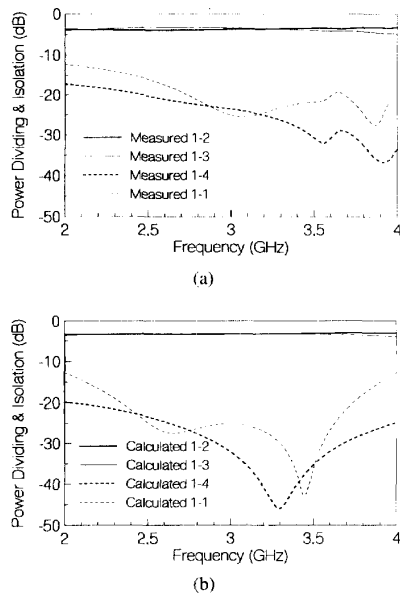 0
-10
-20
-30
-40
-50
Power Dividing & Isolation (dB)
Measured 1-2
Measured 1-3
Measured 1-4
Measured 1-1
2 2.5 3 3.5 4
Frequency (GHz)
(a)
0
-10
-20
-30
-40
-50
Power Dividing & Isolation (dB)
Calculated 1-2
Calculated 1-3
Calculated 1-4
Calculated 1-1
2 2.5 3 3.5 4
Frequency (GHz)
(b)